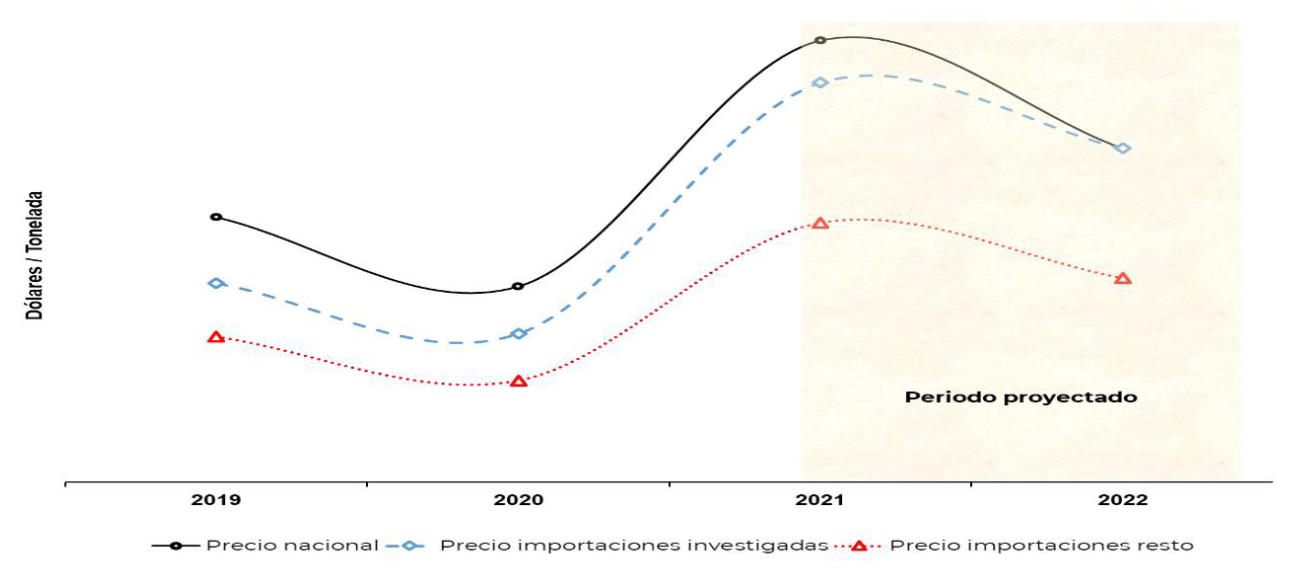 Dólares / Tonelada
Periodo proyectado
2019 2020 2021 2022
Precio nacional Precio importaciones investigadas Precio importaciones resto